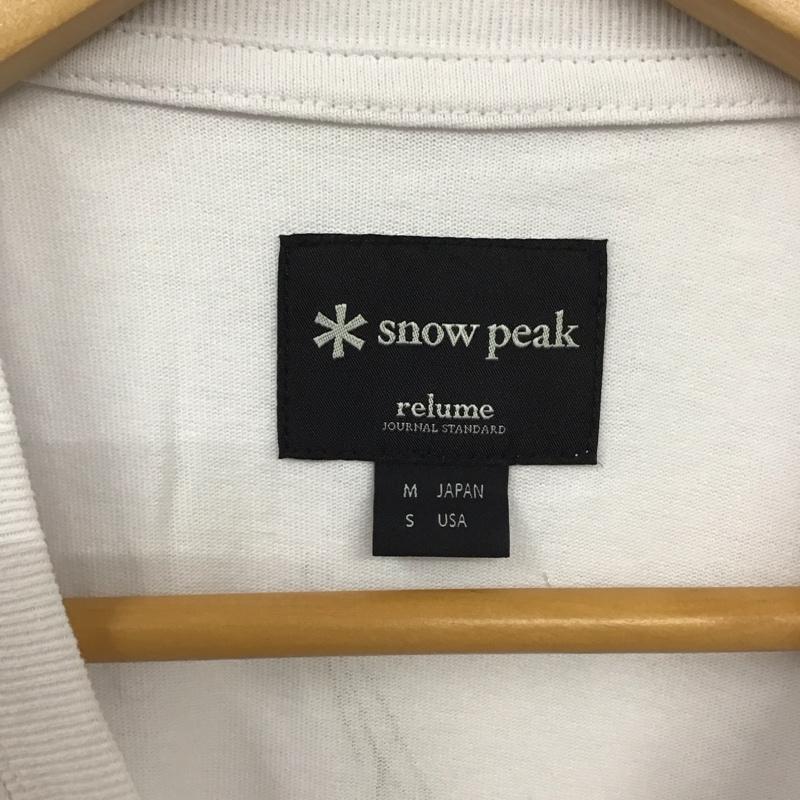 snow peak
relume
JOURNAL STANDARD
M JAPAN
S USA